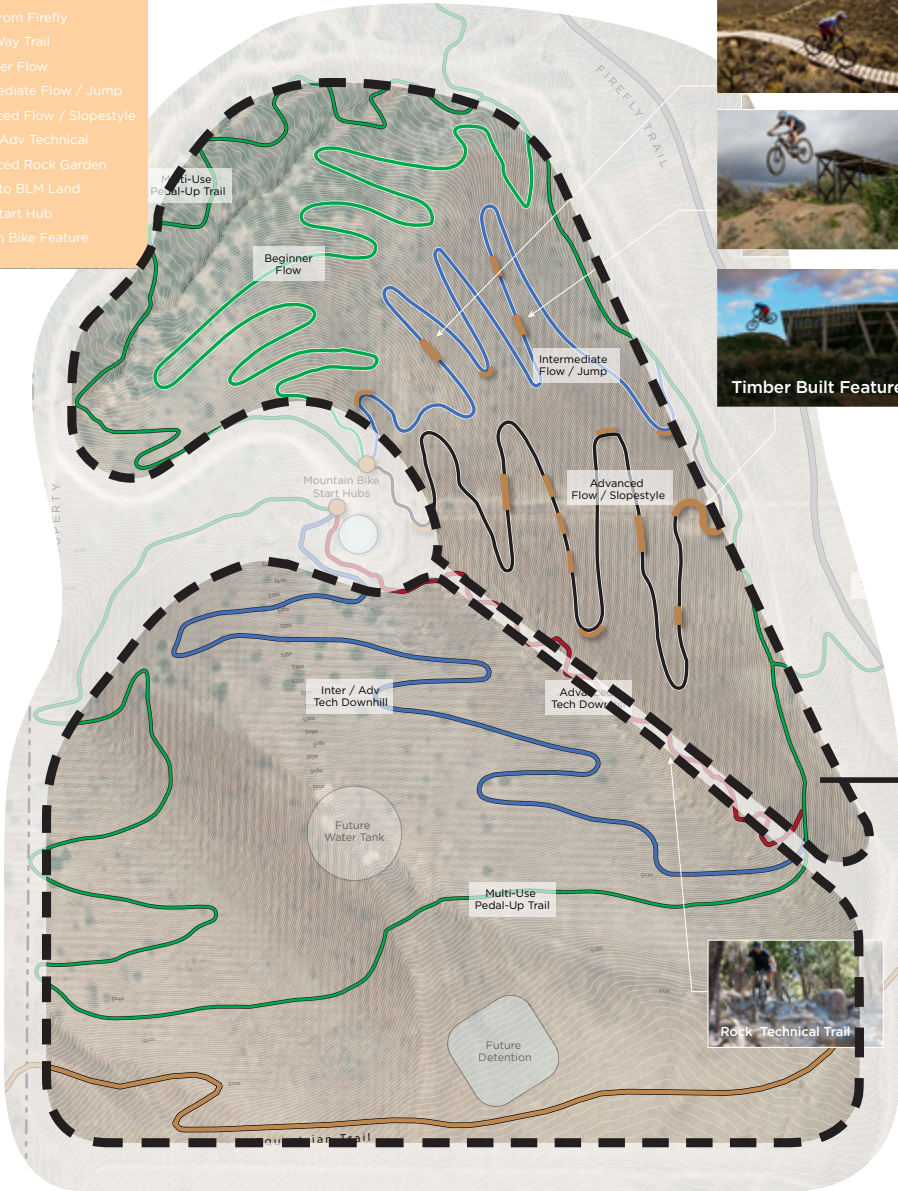 rom Firefly
Way Trail
er Flow
ediate Flow / Jump
ced Flow / Slopestyle
Adv Technical
ced Rock Garden
to BLM Land
tart Hub
n Bike Feature
FIREFLY TRAIL
Multi-Use
Pedal-Up Trail
Beginner
Flow
Intermediate
Flow / Jump
Timber Built Feature
Advanced
Flow / Slopestyle
Mountain Bike
Start Hubs
OPERTY
Inter / Adv
Tech Downhill
Advanced
Tech Downhill
Future
Water Tank
Multi-Use
Pedal-Up Trail
Rock Technical Trail
Future
Detention
questrian Trail